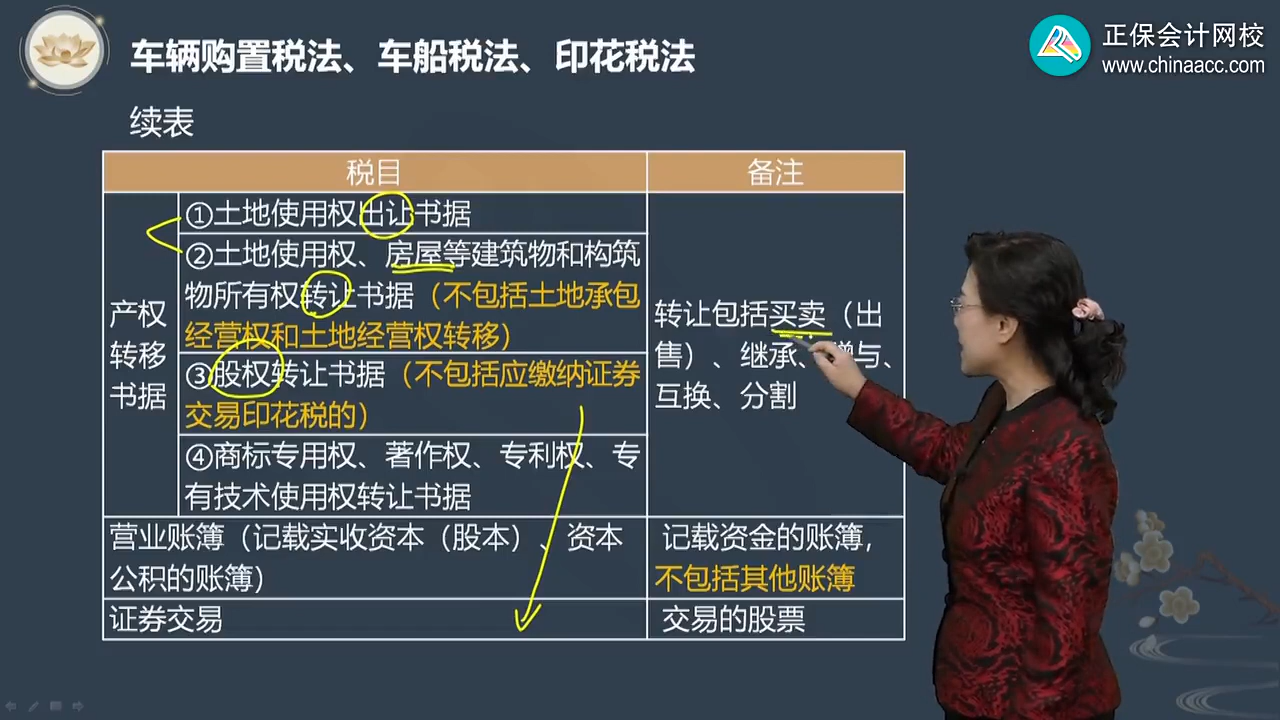 车辆购置税法、车船税法、印花税法
正保会计网校
www.chinaacc.com
续表
税目
备注
产权
转移
书据
①土地使用权出让书据
②土地使用权、房屋等建筑物和构筑
物所有权转让书据（不包括土地承包
经营权和土地经营权转移）
③股权转让书据（不包括应缴纳证券
交易印花税的）
④商标专用权、著作权、专利权、专
有技术使用权转让书据
转让包括买卖（出
售）、继承、赠与、
互换、分割
营业账簿（记载实收资本（股本）、资本
公积的账簿）
记载资金的账簿，
不包括其他账簿
证券交易
交易的股票